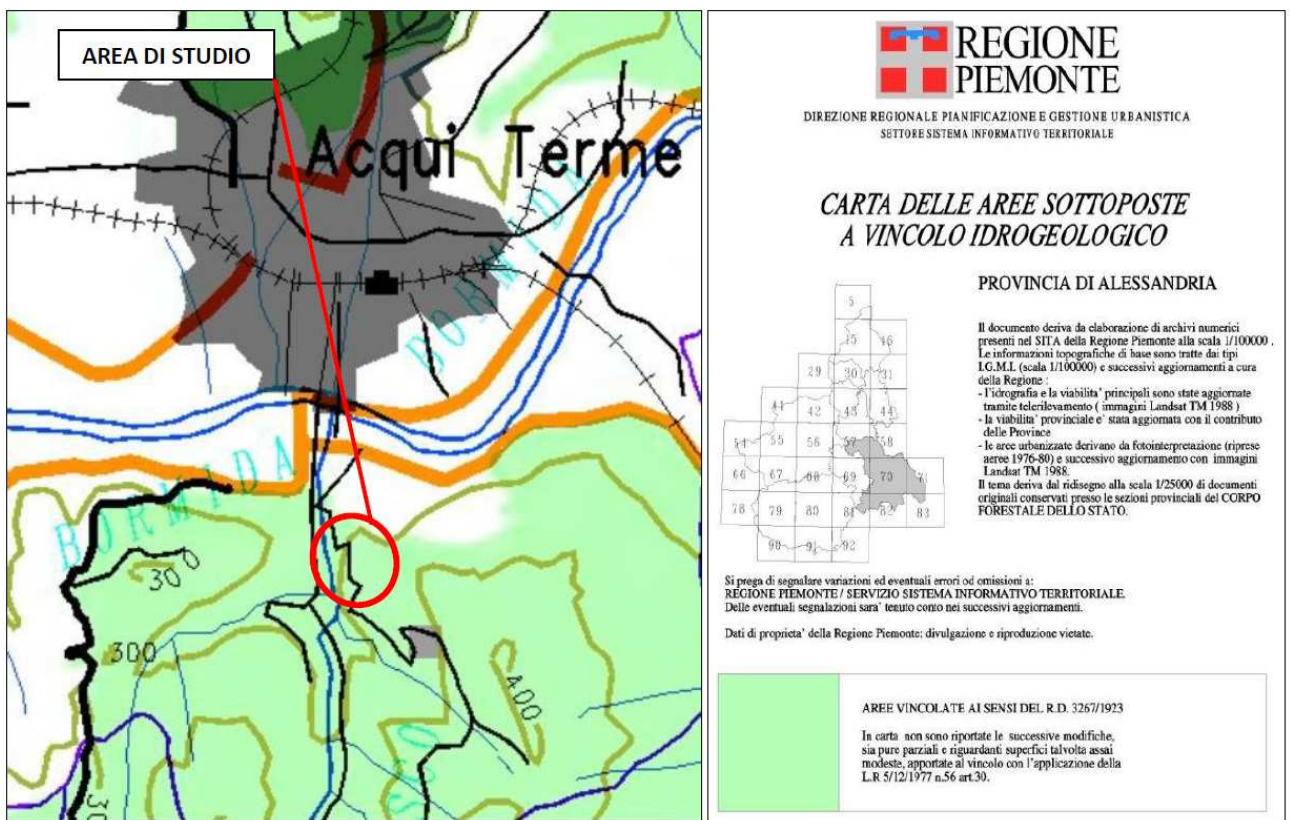 AREA DI STUDIO
Acqui Terme
BORMIDA
BORMIDA
300
300
400
SCO
30
REGIONE
PIEMONTE
DIREZIONE REGIONALE PIANIFICAZIONE E GESTIONE URBANISTICA
SETTORE SISTEMA INFORMATIVO TERRITORIALE
CARTA DELLE AREE SOTTOPOSTE
A VINCOLO IDROGEOLOGICO
PROVINCIA DI ALESSANDRIA
Il documento deriva da elaborazione di archivi numerici
presenti nel SITA della Regione Piemonte alla scala 1/100000 .
Le informazioni topografiche di base sono tratte dai tipi
I.G.M.I. (scala 1/100000) e successivi aggiornamenti a cura
della Regione :
- l'idrografia e la viabilita' principali sono state aggiornate
tramite telerilevamento ( immagini Landsat TM 1988 )
- la viabilita' provinciale e' stata aggiornata con il contributo
delle Province
- le aree urbanizzate derivano da fotointerpretazione (riprese
aeree 1976-80) e successivo aggiornamento con immagini
Landsat TM 1988.
Il tema deriva dal ridisegno alla scala 1/25000 di documenti
originali conservati presso le sezioni provinciali del CORPO
FORESTALE DELLO STATO.
5
15 16
29 30 31
41 42 43 44
54 55 56 57 58
66 67 68 69 70 71
78 79 80 81 82 83
90 91 92
Si prega di segnalare variazioni ed eventuali errori od omissioni a:
REGIONE PIEMONTE / SERVIZIO SISTEMA INFORMATIVO TERRITORIALE.
Delle eventuali segnalazioni sara' tenuto conto nei successivi aggiornamenti.
Dati di proprieta' della Regione Piemonte: divulgazione e riproduzione vietate.
AREE VINCOLATE AI SENSI DEL R.D. 3267/1923
In carta non sono riportate le successive modifiche,
sia pure parziali e riguardanti superfici talvolta assai
modeste, apportate al vincolo con l'applicazione della
L.R 5/12/1977 n.56 art.30.